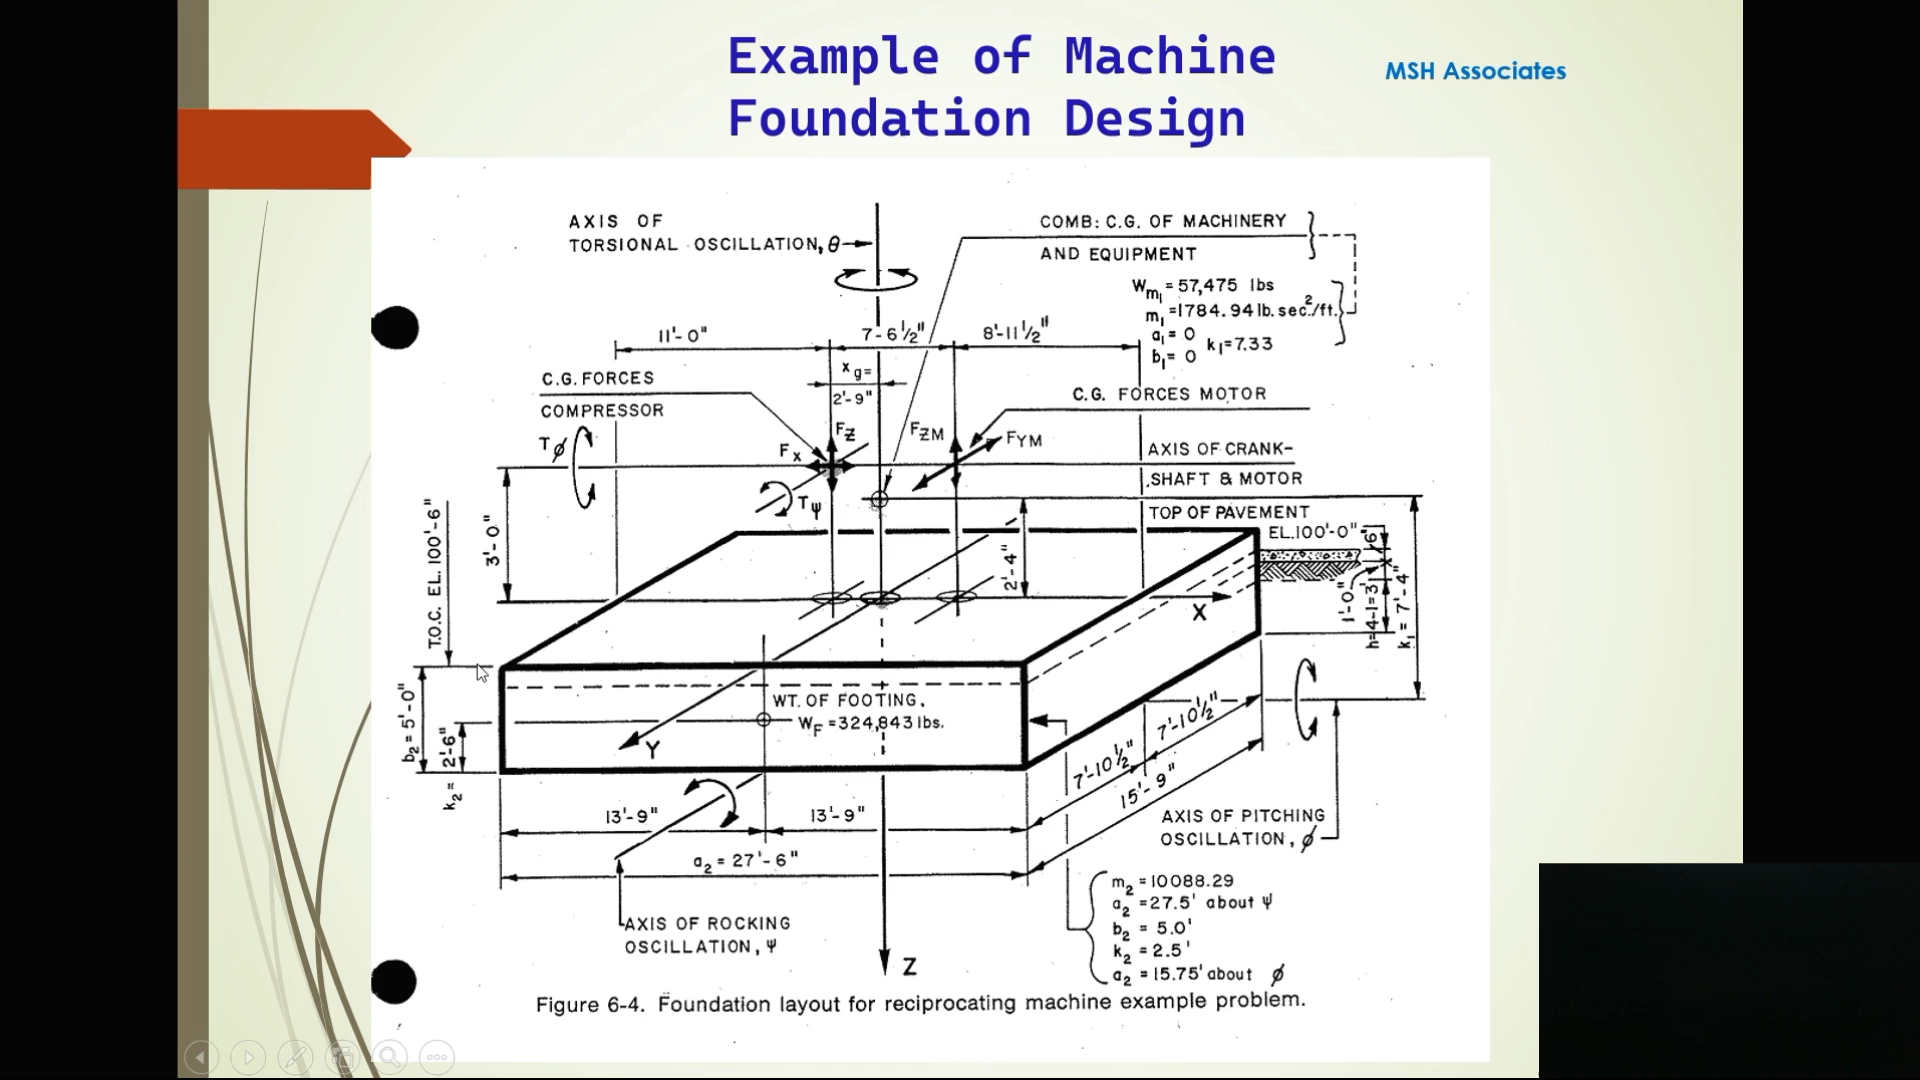 Example of Machine
Foundation Design
MSH Associates
AXIS OF
TORSIONAL OSCILLATION, θ
COMB: C.G. OF MACHINERY
AND EQUIPMENT
Wm₁ = 57,475 lbs
m₁ = 1784.94 lb. sec.²/ft.
a₁ = 0
b₁ = 0 k₁ = 7.33
11'-0"
7-6½"
8'-11½"
xg =
2'-9"
C.G. FORCES
COMPRESSOR
C.G. FORCES MOTOR
Tϕ
Fx
Fz
FZM
FYM
Tψ
AXIS OF CRANK-
SHAFT & MOTOR
TOP OF PAVEMENT
EL.100'-0"
6"
T.O.C. EL. 100'-6"
3'-0"
2'-4"
1'-0"
h=4-1=3'
k₁ = 7'-4"
X
Y
Z
WT. OF FOOTING,
WF = 324,843 lbs.
b₂ = 5'-0"
k₂ = 2'-6"
13'-9"
13'-9"
a₂ = 27'-6"
7'-10½"
7'-10½"
15'-9"
AXIS OF PITCHING
OSCILLATION, ϕ
AXIS OF ROCKING
OSCILLATION, ψ
m₂ = 10088.29
a₂ = 27.5' about ψ
b₂ = 5.0'
k₂ = 2.5'
a₂ = 15.75' about ϕ
Figure 6-4. Foundation layout for reciprocating machine example problem.